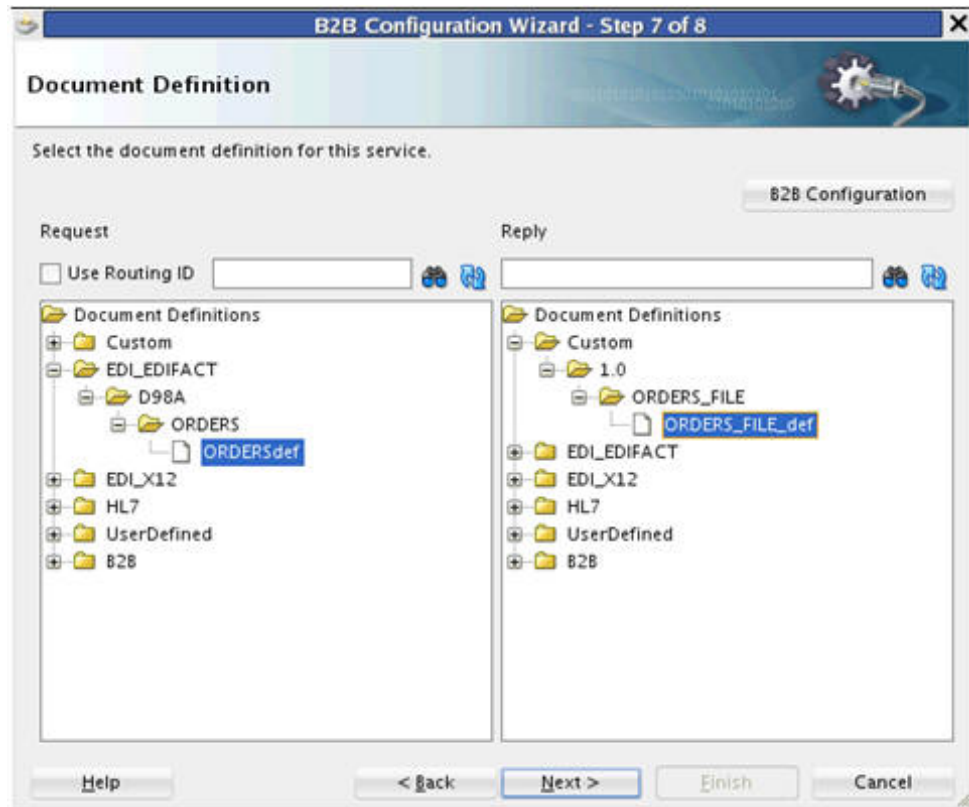 B2B Configuration Wizard - Step 7 of 8
Document Definition
Select the document definition for this service.
B2B Configuration
Request
Reply
Use Routing ID
Document Definitions
Custom
EDI_EDIFACT
D98A
ORDERS
ORDERSdef
EDI_X12
HL7
UserDefined
B2B
Document Definitions
Custom
1.0
ORDERS_FILE
ORDERS_FILE_def
EDI_EDIFACT
EDI_X12
HL7
UserDefined
B2B
Help
< Back
Next >
Finish
Cancel